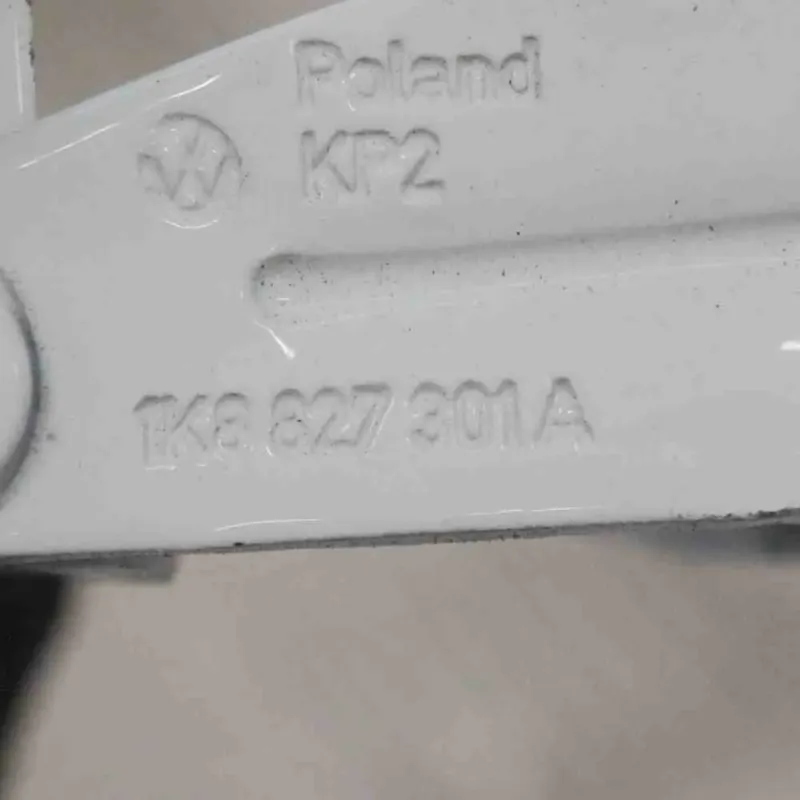 Poland
KP2
1K8 827 301 A